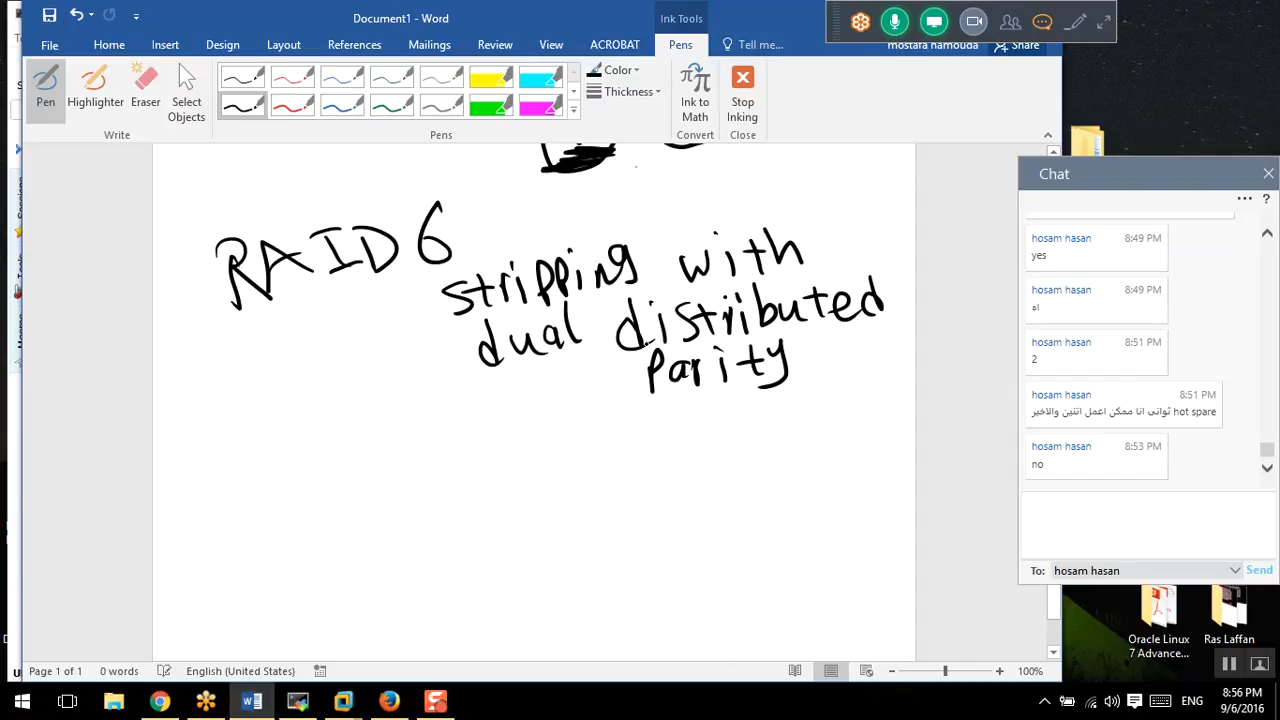 Document1 - Word
Ink Tools
File
Home
Insert
Design
Layout
References
Mailings
Review
View
ACROBAT
Pens
Tell me...
mostafa hamouda
Share
Pen
Highlighter
Eraser
Select
Objects
Color
Thickness
Ink to
Math
Stop
Inking
Write
Pens
Convert
Close
RAID 6
stripping with
dual distributed
parity
Chat
hosam hasan 8:49 PM
yes
hosam hasan 8:49 PM
اه
hosam hasan 8:51 PM
2
hosam hasan 8:51 PM
ثوانى انا ممكن اعمل اتنين والاخير hot spare
hosam hasan 8:53 PM
no
To: hosam hasan
Send
Oracle Linux
7 Advance...
Ras Laffan
Page 1 of 1
0 words
English (United States)
100%
ENG
8:56 PM
9/6/2016